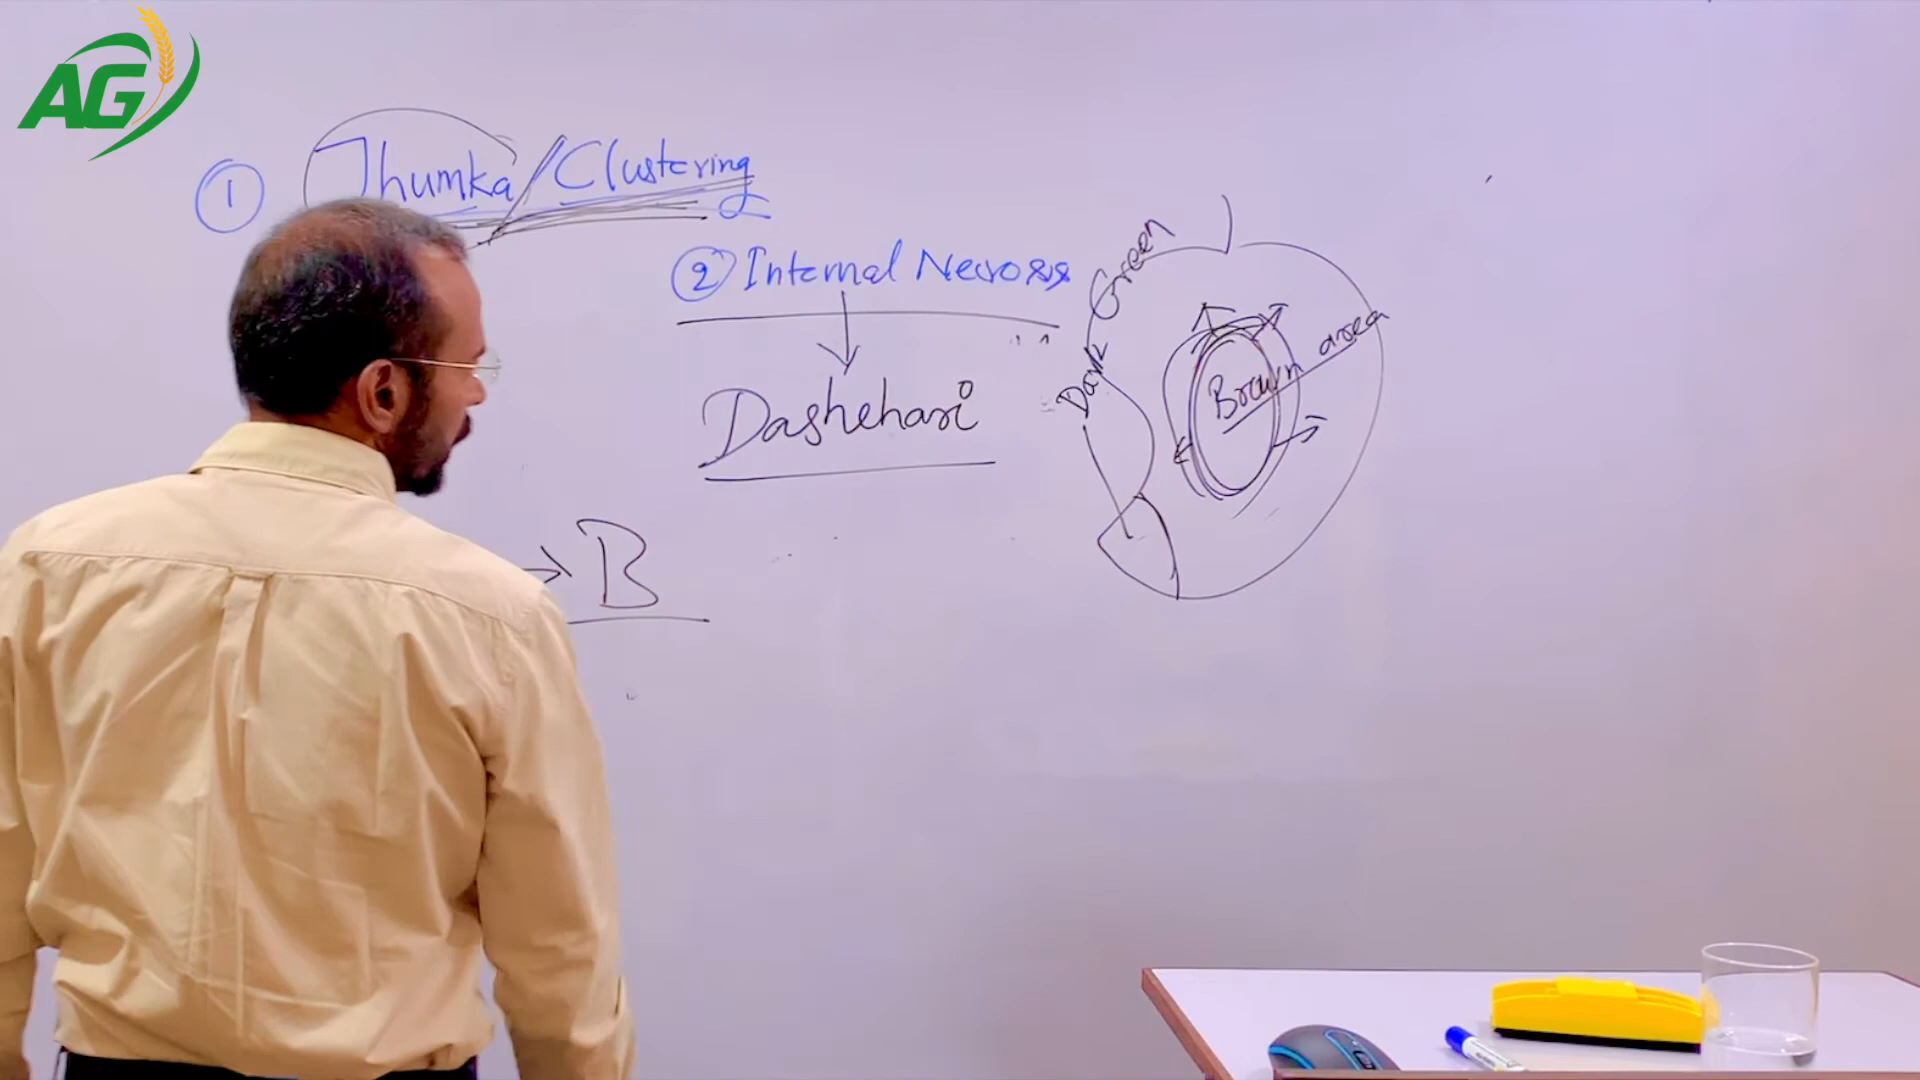 AG
① Jhumka/Clustering
② Internal Necrosis
Dashehari
→ B
Dark Green
Brown area